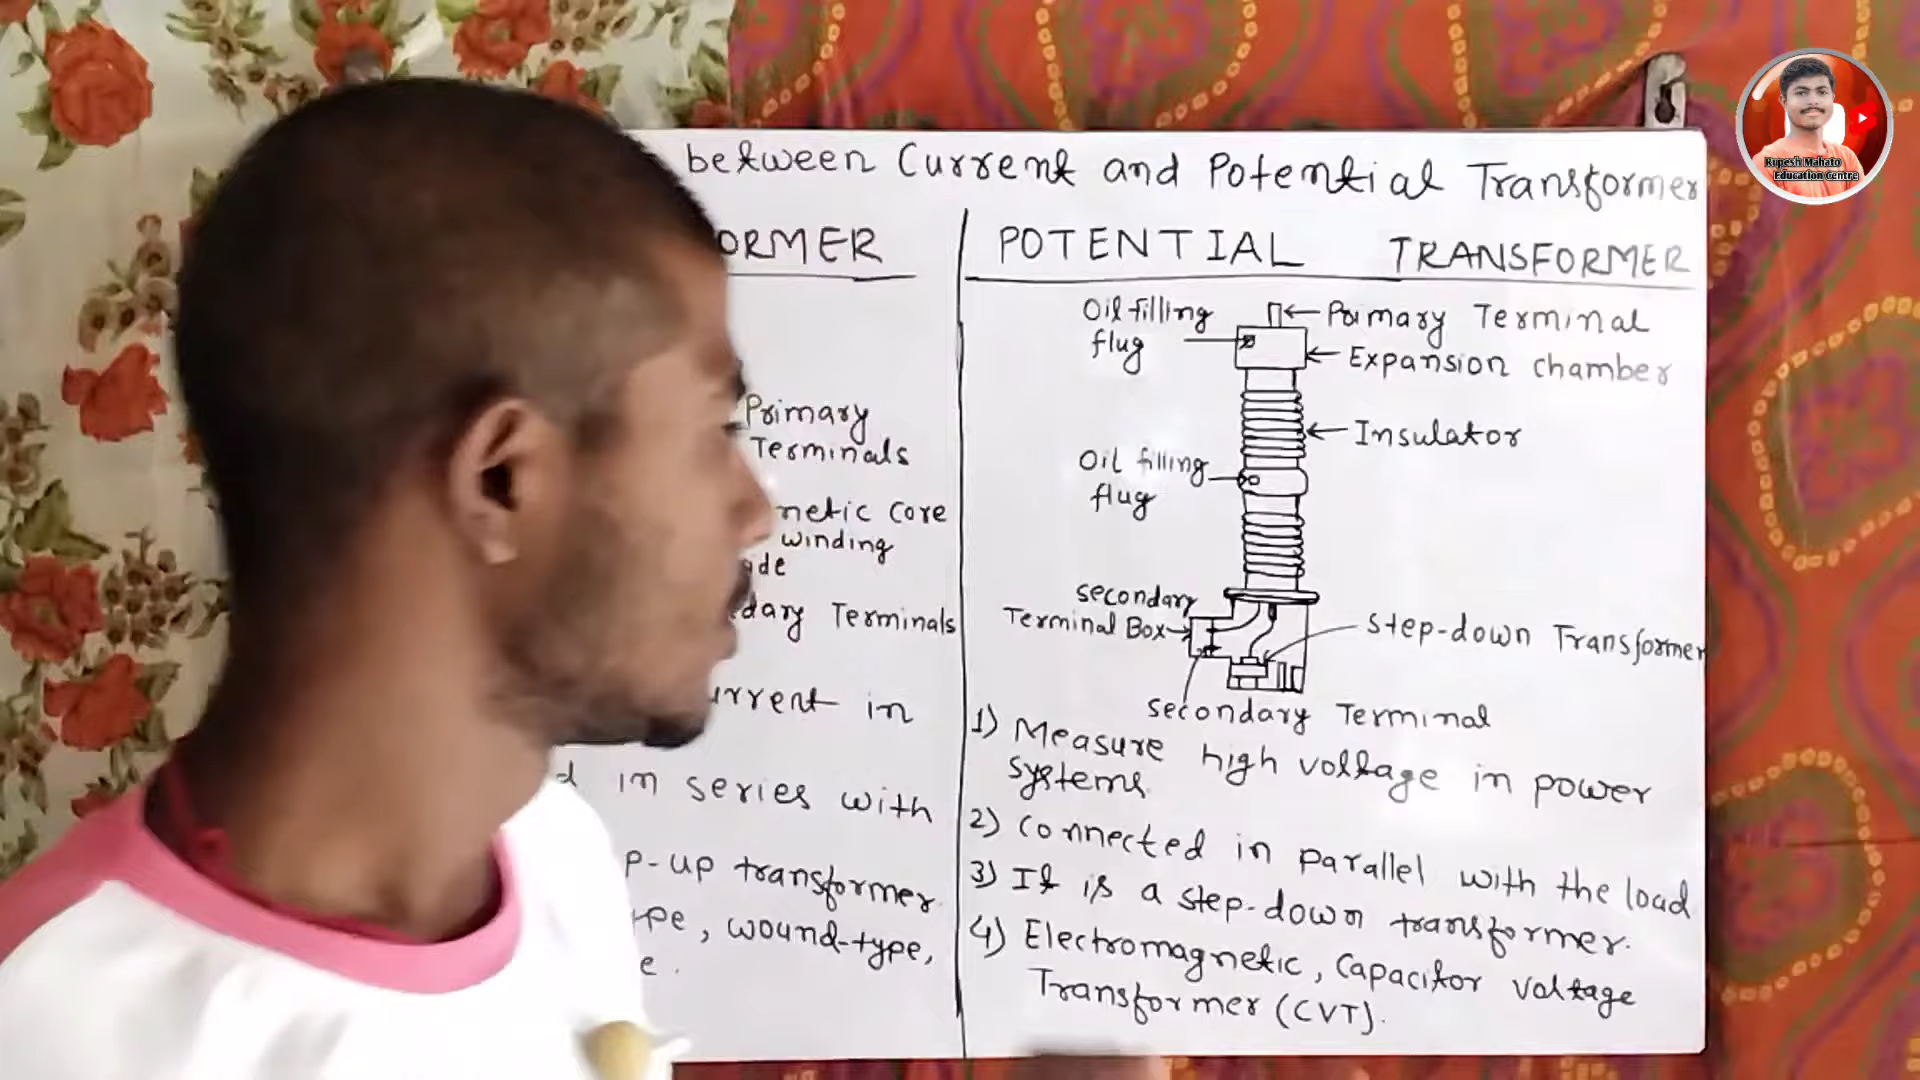 between Current and Potential Transformer
ORMER
POTENTIAL TRANSFORMER
Primary
Terminals
netic core
winding
ade
dary Terminals
urrent in
d in series with
p-up transformer
ype, wound-type,
e.
Oil filling
flug
Primary Terminal
Expansion chamber
Insulator
Oil filling
flug
secondary
Terminal Box
Step-down Transformer
secondary Terminal
1) Measure high voltage in power
systems.
2) Connected in parallel with the load
3) It is a step-down transformer.
4) Electromagnetic, Capacitor voltage
Transformer (CVT).
Rupesh Mahato
Education Centre